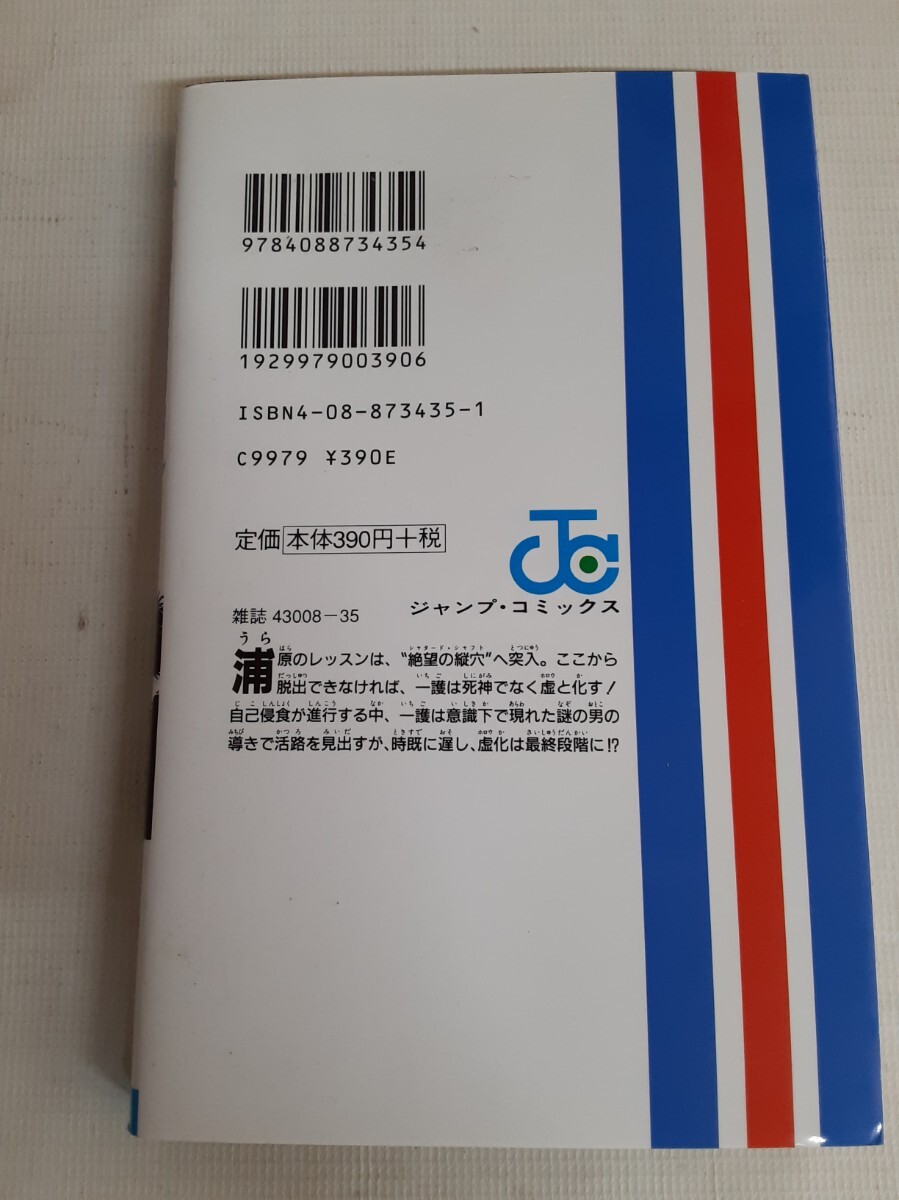 9784088734354
1929979003906
ISBN4-08-873435-1
C9979 ¥390E
定価 本体390円+税
ジャンプ・コミックス
雑誌 43008-35
浦原のレッスンは、“絶望の縦穴”へ突入。ここから
脱出できなければ、一護は死神でなく虚と化す!
自己侵食が進行する中、一護は意識下で現れた謎の男の
導きで活路を見出すが、時既に遅し、虚化は最終段階に!?